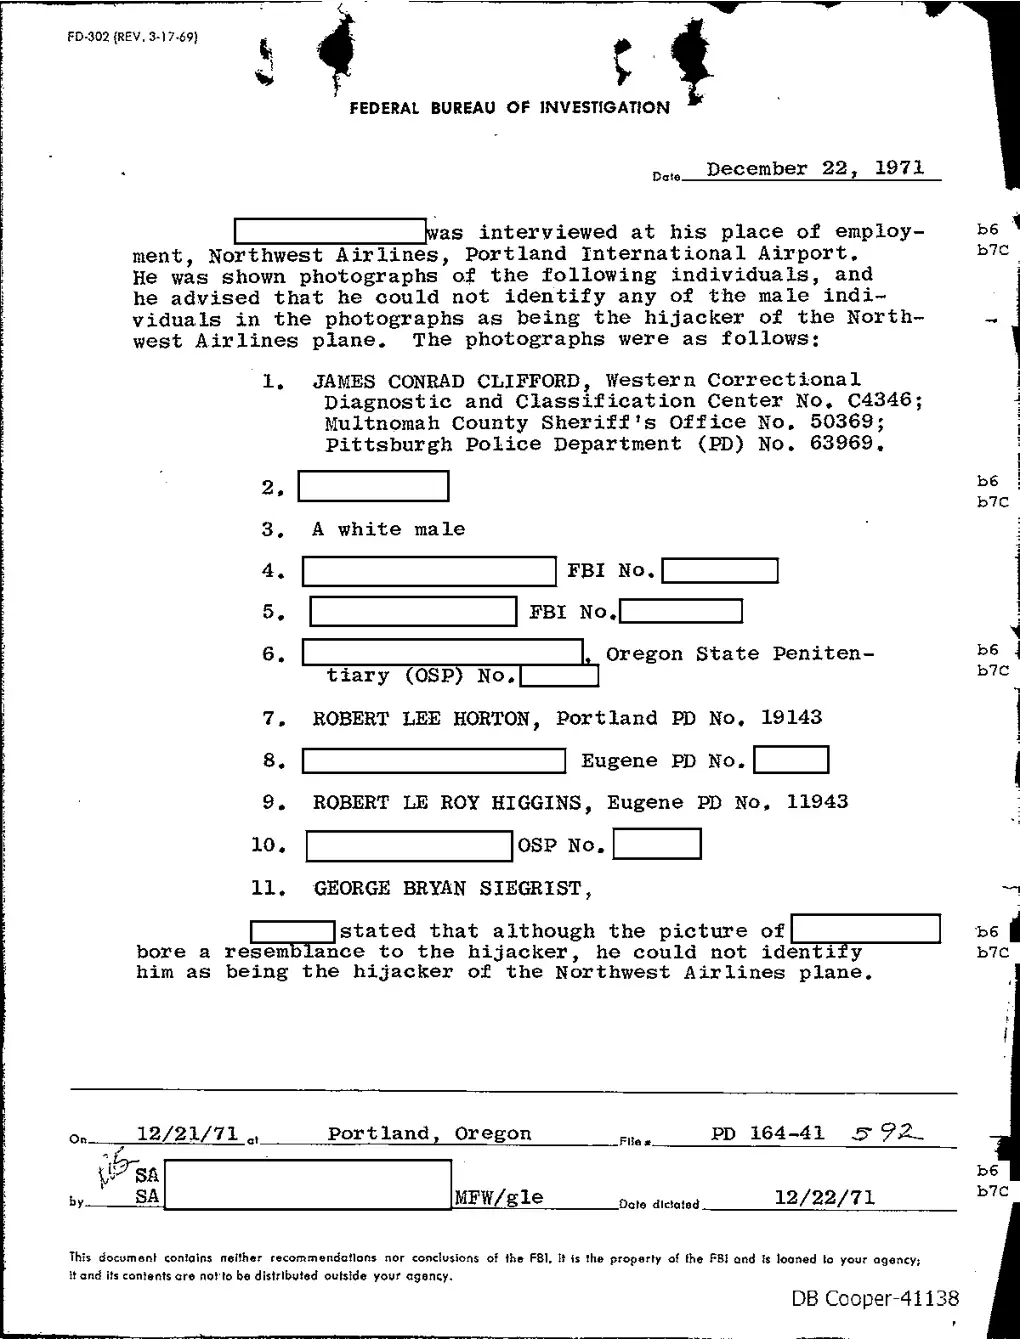 FD-302 (REV. 3-17-69)
FEDERAL BUREAU OF INVESTIGATION
Date December 22, 1971
was interviewed at his place of employ- b6
ment, Northwest Airlines, Portland International Airport. b7C
He was shown photographs of the following individuals, and
he advised that he could not identify any of the male indi-
viduals in the photographs as being the hijacker of the North-
west Airlines plane. The photographs were as follows:
1. JAMES CONRAD CLIFFORD, Western Correctional
Diagnostic and Classification Center No. C4346;
Multnomah County Sheriff's Office No. 50369;
Pittsburgh Police Department (PD) No. 63969.
2. b6
b7C
3. A white male
4. FBI No.
5. FBI No.
6. , Oregon State Peniten- b6
tiary (OSP) No. b7C
7. ROBERT LEE HORTON, Portland PD No. 19143
8. Eugene PD No.
9. ROBERT LE ROY HIGGINS, Eugene PD No. 11943
10. OSP No.
11. GEORGE BRYAN SIEGRIST,
stated that although the picture of b6
bore a resemblance to the hijacker, he could not identify b7C
him as being the hijacker of the Northwest Airlines plane.
On 12/21/71 at Portland, Oregon File # PD 164-41 592
SA b6
by SA MFW/gle Date dictated 12/22/71 b7C
This document contains neither recommendations nor conclusions of the FBI. It is the property of the FBI and is loaned to your agency;
it and its contents are not to be distributed outside your agency.
DB Cooper-41138